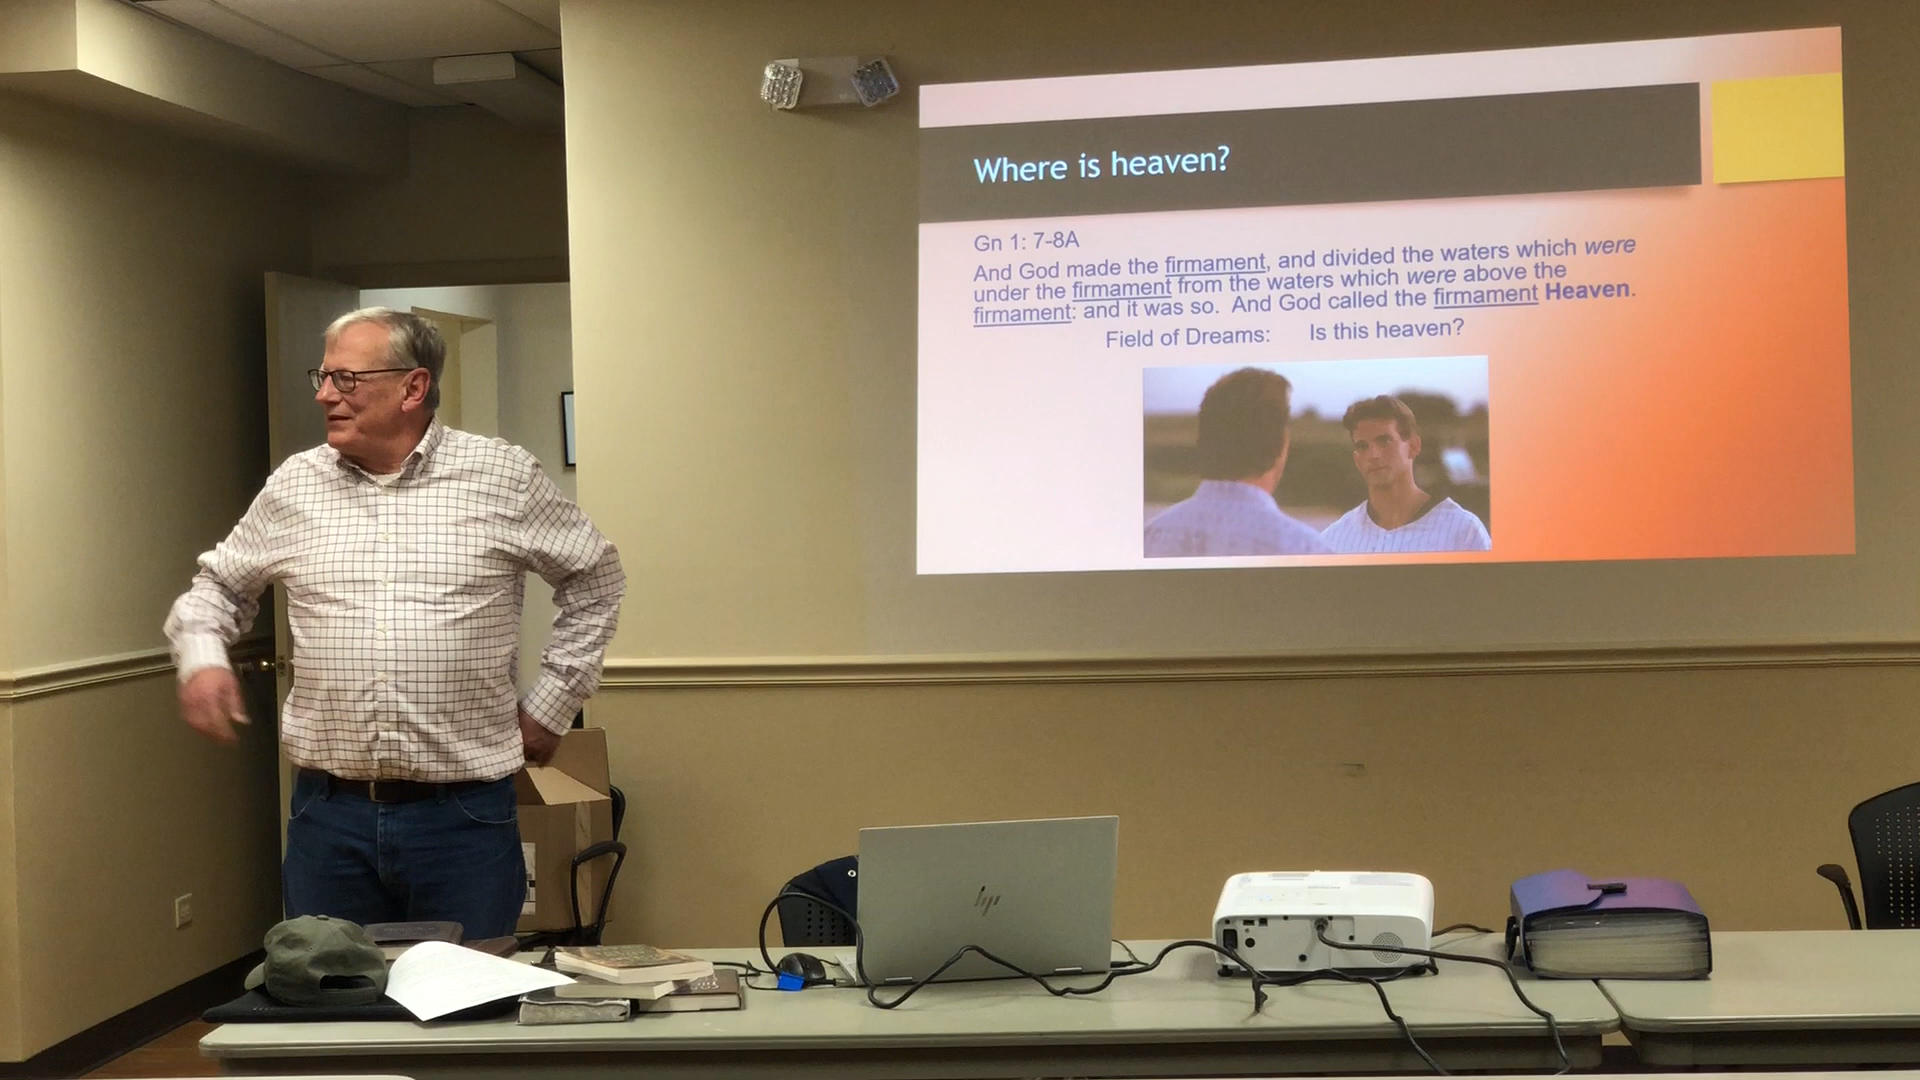 Where is heaven?
Gn 1: 7-8A
And God made the firmament, and divided the waters which were
under the firmament from the waters which were above the
firmament: and it was so.  And God called the firmament Heaven.
Field of Dreams:      Is this heaven?
hp